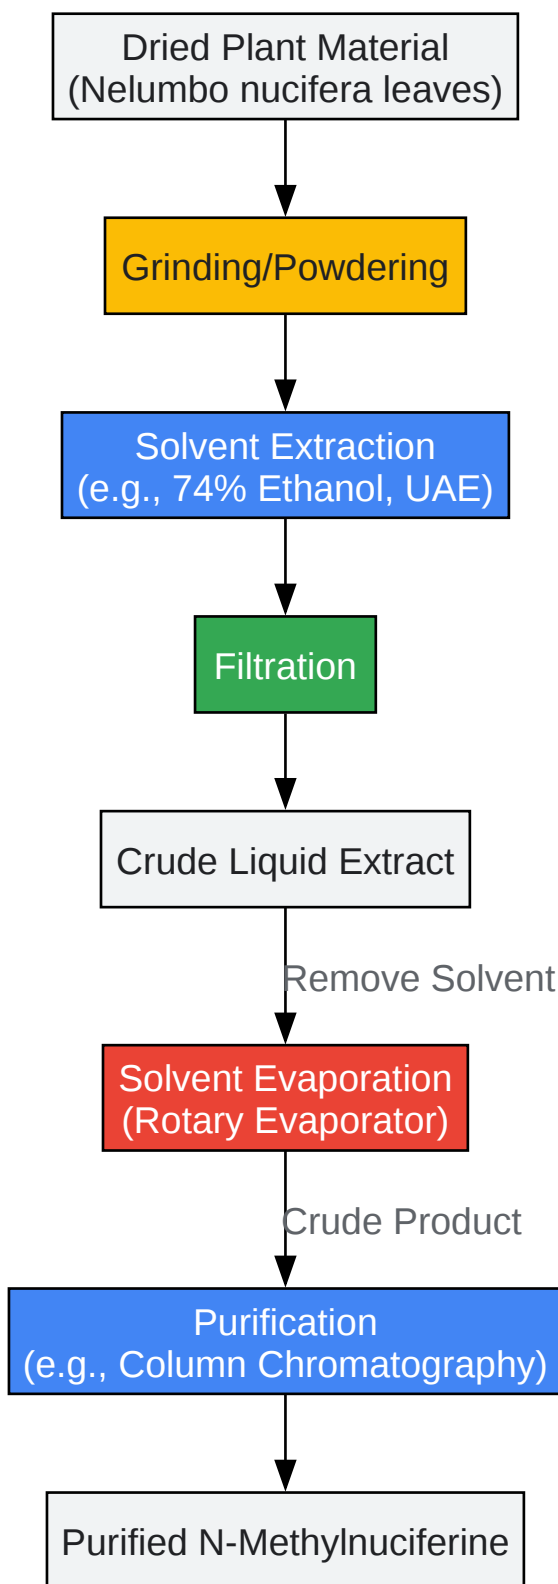 Dried Plant Material
(Nelumbo nucifera leaves)
Grinding/Powdering
Solvent Extraction
(e.g., 74% Ethanol, UAE)
Filtration
Crude Liquid Extract
Remove Solvent
Solvent Evaporation
(Rotary Evaporator)
Crude Product
Purification
(e.g., Column Chromatography)
Purified N-Methylnuciferine